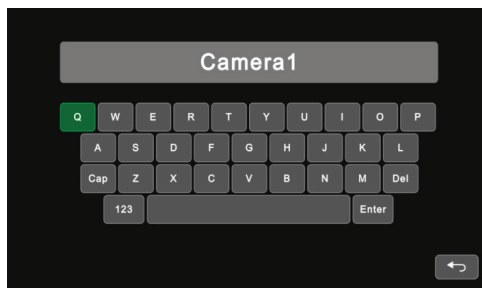 Camera1
Q W E R T Y U I O P
A S D F G H J K L
Cap Z X C V B N M Del
123 Enter